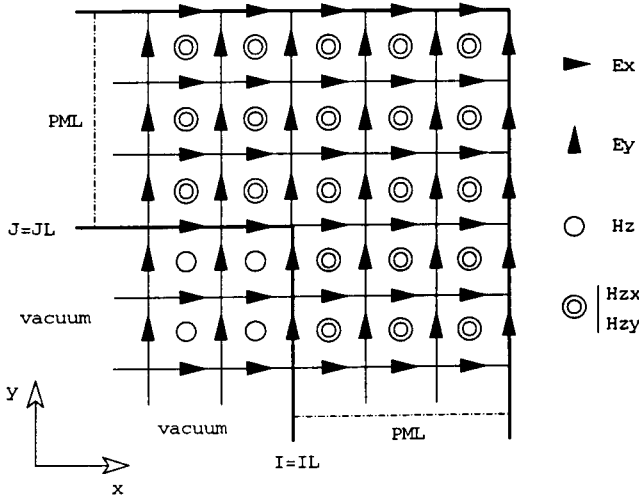 Ex
PML
Ey
J=JL
Hz
vacuum
Hzx
Hzy
y
vacuum
PML
I=IL
x